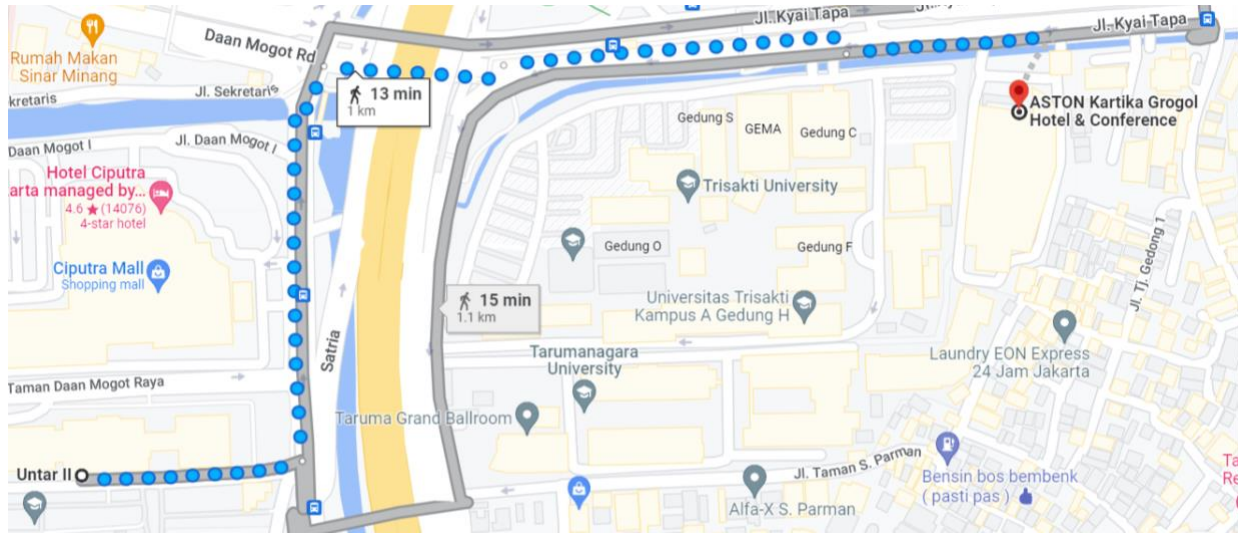 Jl. Kyai Tapa
Jl. Kyai Tapa
Daan Mogot Rd
Rumah Makan
Sinar Minang
13 min
1 km
Jl. Sekretaris
kretaris
ASTON Kartika Grogol
Hotel & Conference
Gedung S
GEMA
Gedung C
Jl. Daan Mogot I
Daan Mogot I
Hotel Ciputra
arta managed by...
4.6 ★ (14076)
4-star hotel
Trisakti University
Gedung O
Gedung F
Jl. Tj. Gedong 1
Ciputra Mall
Shopping mall
15 min
1.1 km
Universitas Trisakti
Kampus A Gedung H
Satria
Laundry EON Express
24 Jam Jakarta
Tarumanagara
University
Taman Daan Mogot Raya
Taruma Grand Ballroom
Untar II
Jl. Taman S. Parman
Bensin bos bembenk
( pasti pas )
Alfa-X S. Parman
Ta
Re